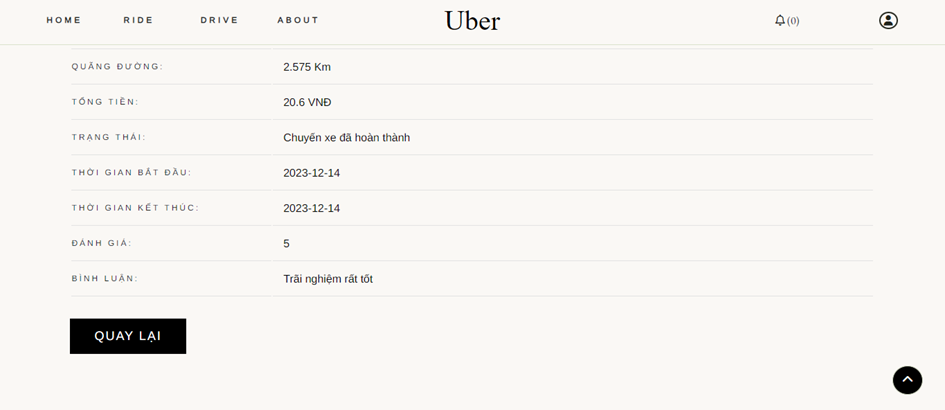 HOME RIDE DRIVE ABOUT Uber (0)
QUÃNG ĐƯỜNG: 2.575 Km
TỔNG TIỀN: 20.6 VNĐ
TRẠNG THÁI: Chuyến xe đã hoàn thành
THỜI GIAN BẮT ĐẦU: 2023-12-14
THỜI GIAN KẾT THÚC: 2023-12-14
ĐÁNH GIÁ: 5
BÌNH LUẬN: Trãi nghiệm rất tốt
QUAY LẠI